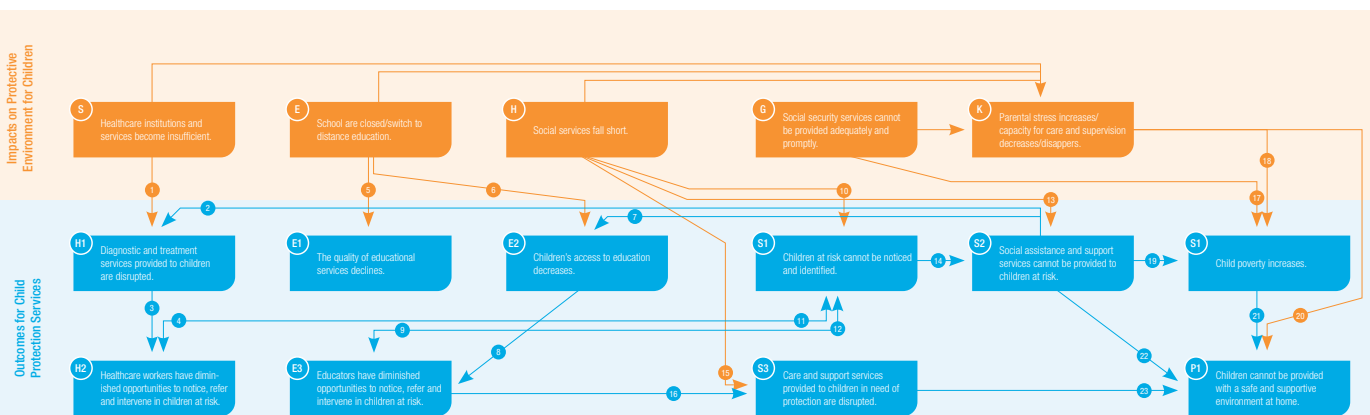 Impacts on Protective
Environment for Children
S
Healthcare institutions and
services become insufficient.
E
School are closed/switch to
distance education.
H
Social services fall short.
G
Social security services cannot
be provided adequately and
promptly.
K
Parental stress increases/
capacity for care and supervision
decreases/disappers.
18
1
5
6
10
13
17
Outcomes for Child
Protection Services
2
7
H1
Diagnostic and treatment
services provided to children
are disrupted.
E1
The quality of educational
services declines.
E2
Children's access to education
decreases.
S1
Children at risk cannot be noticed
and identified.
14
S2
Social assistance and support
services cannot be provided to
children at risk.
19
S1
Child poverty increases.
3
4
9
11
12
21
20
8
22
15
H2
Healthcare workers have dimin-
ished opportunities to notice, refer
and intervene in children at risk.
E3
Educators have diminished
opportunities to notice, refer and
intervene in children at risk.
16
S3
Care and support services
provided to children in need of
protection are disrupted.
23
P1
Children cannot be provided
with a safe and supportive
environment at home.